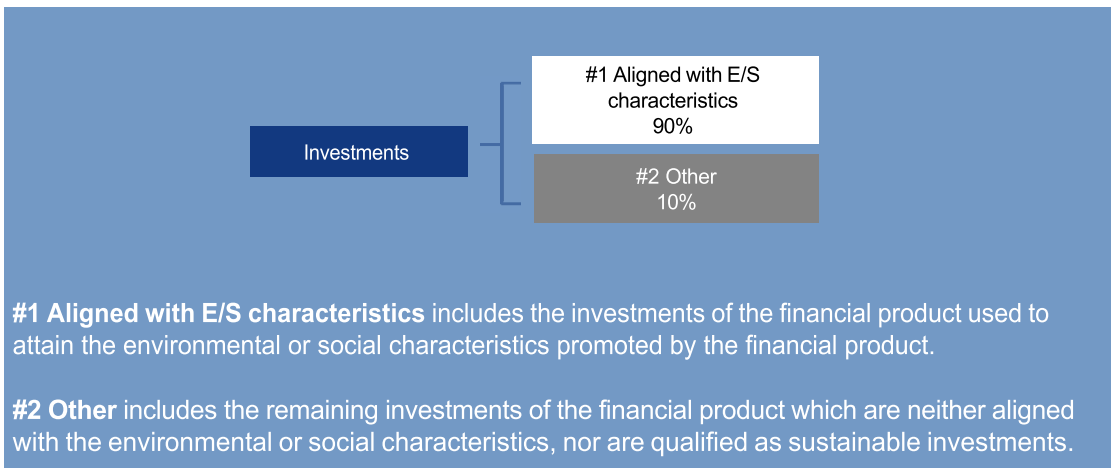 #1 Aligned with E/S
characteristics
90%
Investments
#2 Other
10%
#1 Aligned with E/S characteristics includes the investments of the financial product used to
attain the environmental or social characteristics promoted by the financial product.
#2 Other includes the remaining investments of the financial product which are neither aligned
with the environmental or social characteristics, nor are qualified as sustainable investments.